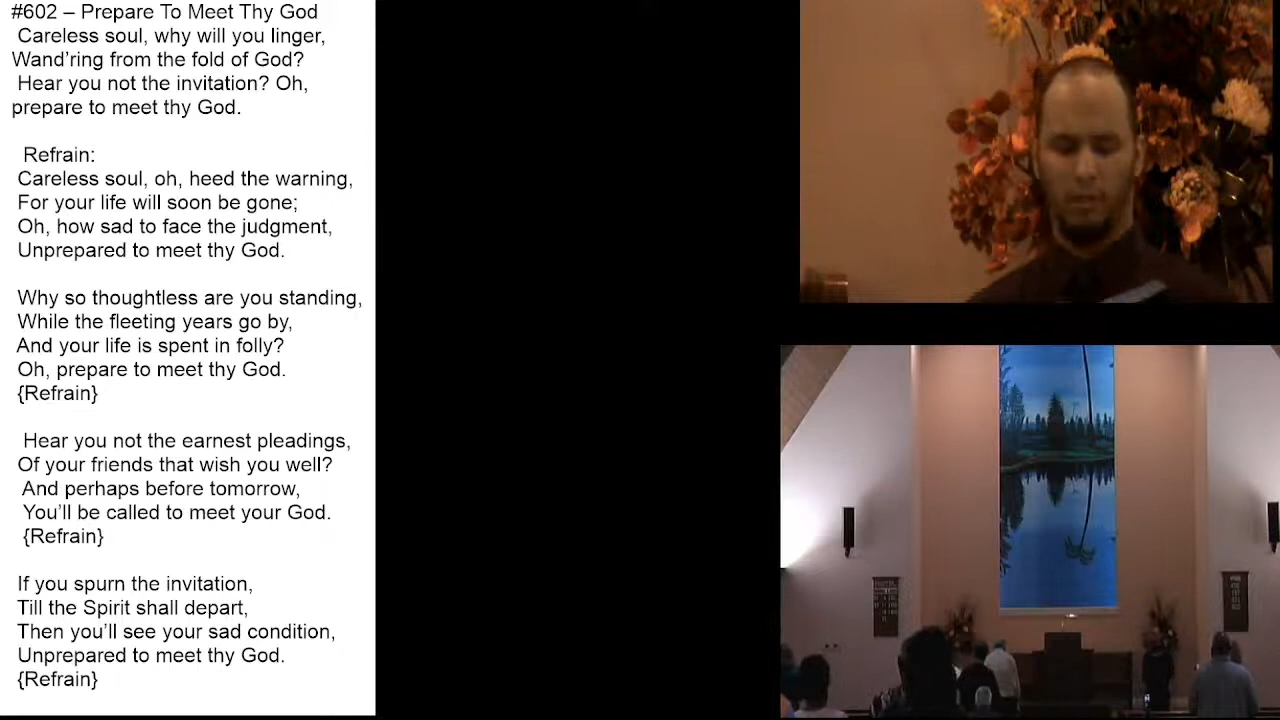 #602 – Prepare To Meet Thy God
Careless soul, why will you linger,
Wand'ring from the fold of God?
Hear you not the invitation? Oh,
prepare to meet thy God.
Refrain:
Careless soul, oh, heed the warning,
For your life will soon be gone;
Oh, how sad to face the judgment,
Unprepared to meet thy God.
Why so thoughtless are you standing,
While the fleeting years go by,
And your life is spent in folly?
Oh, prepare to meet thy God.
{Refrain}
Hear you not the earnest pleadings,
Of your friends that wish you well?
And perhaps before tomorrow,
You'll be called to meet your God.
{Refrain}
If you spurn the invitation,
Till the Spirit shall depart,
Then you'll see your sad condition,
Unprepared to meet thy God.
{Refrain}